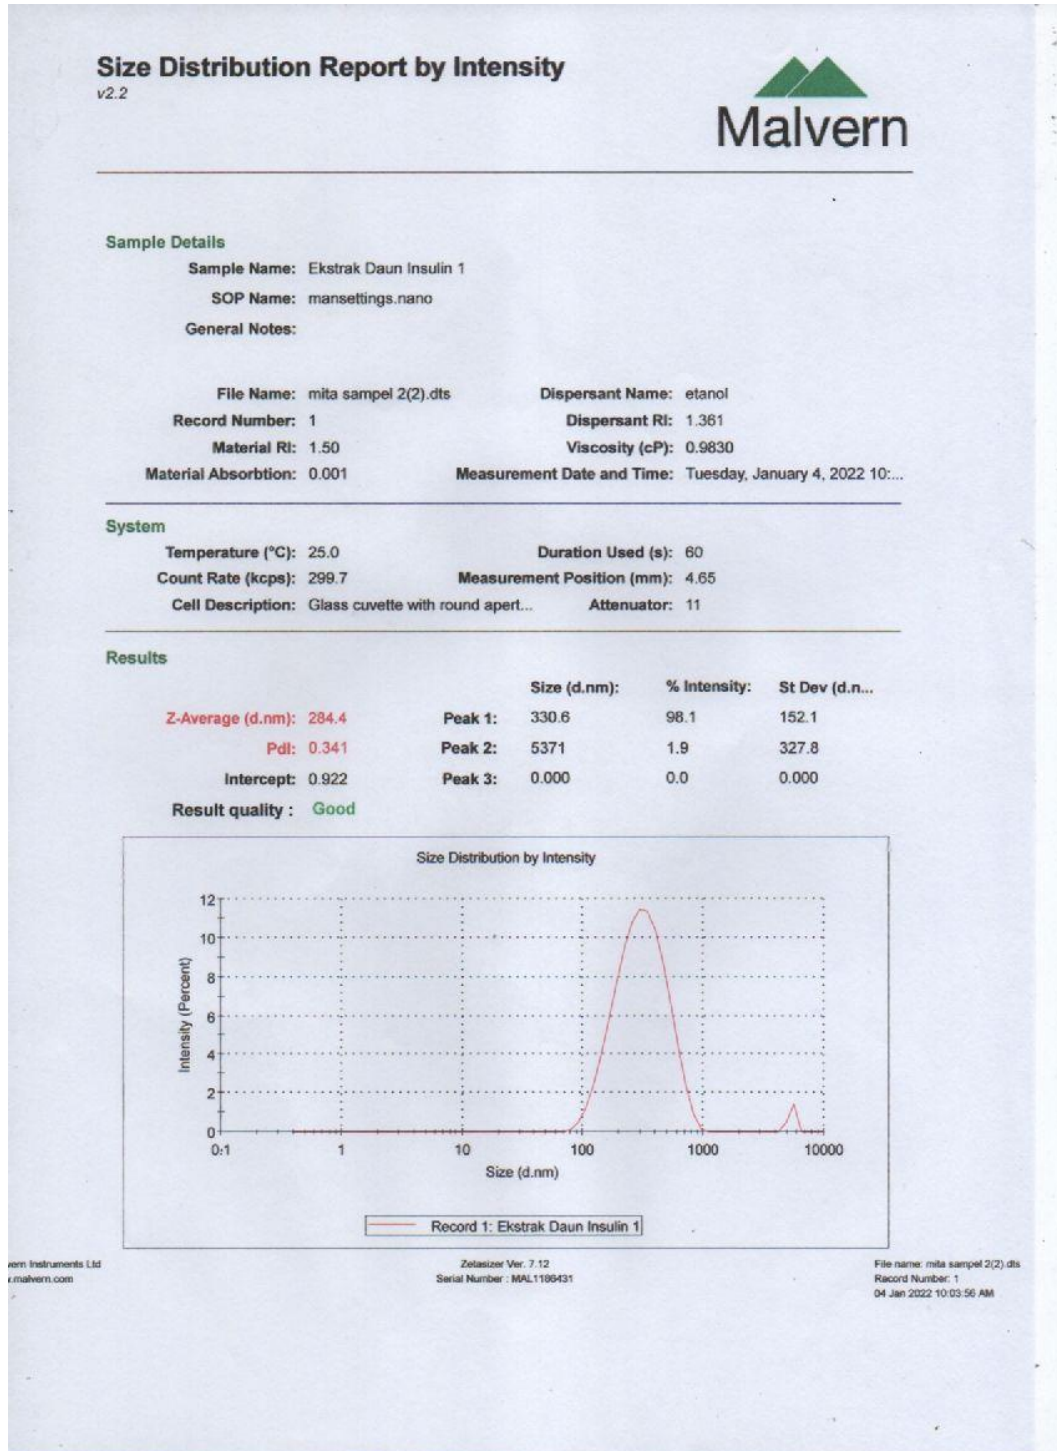 Size Distribution Report by Intensity
v2.2
Malvern
Sample Details
Sample Name: Ekstrak Daun Insulin 1
SOP Name: mansettings.nano
General Notes:
File Name: mita sampel 2(2).dts Dispersant Name: etanol
Record Number: 1 Dispersant RI: 1.361
Material RI: 1.50 Viscosity (cP): 0.9830
Material Absorbtion: 0.001 Measurement Date and Time: Tuesday, January 4, 2022 10:...
System
Temperature (°C): 25.0 Duration Used (s): 60
Count Rate (kcps): 299.7 Measurement Position (mm): 4.65
Cell Description: Glass cuvette with round apert... Attenuator: 11
Results
Size (d.nm): % Intensity: St Dev (d.n...
Z-Average (d.nm): 284.4 Peak 1: 330.6 98.1 152.1
PdI: 0.341 Peak 2: 5371 1.9 327.8
Intercept: 0.922 Peak 3: 0.000 0.0 0.000
Result quality : Good
Size Distribution by Intensity
Intensity (Percent)
12
10
8
6
4
2
0
0.1 1 10 100 1000 10000
Size (d.nm)
Record 1: Ekstrak Daun Insulin 1
vern Instruments Ltd Zetasizer Ver. 7.12 File name: mita sampel 2(2).dts
v.malvern.com Serial Number : MAL1186431 Record Number: 1
04 Jan 2022 10:03:56 AM